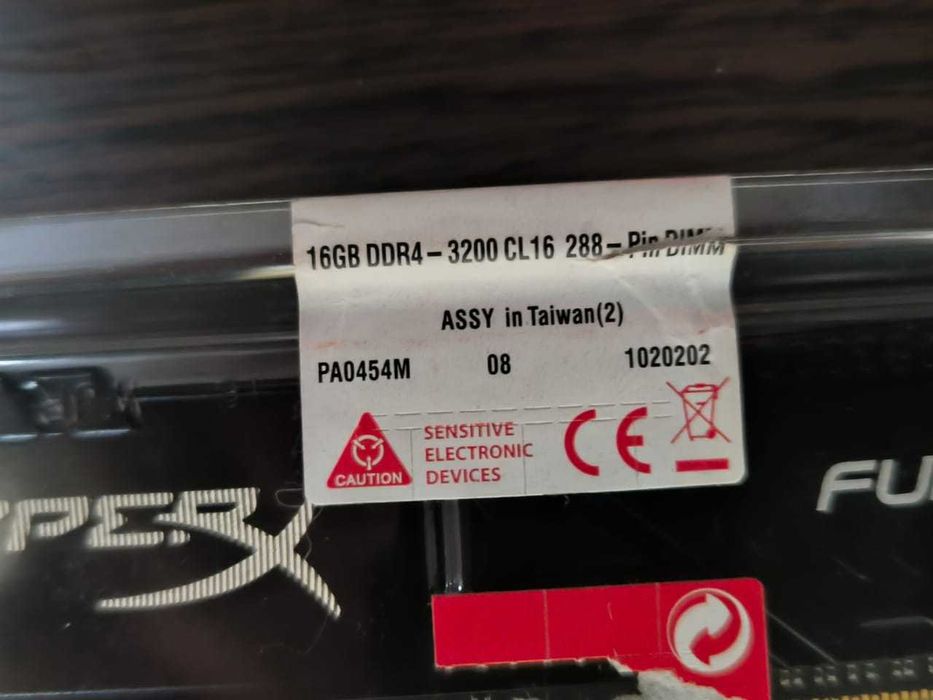 16GB DDR4-3200 CL16 288-Pin DIMM
ASSY in Taiwan(2)
PA0454M 08 1020202
CAUTION
SENSITIVE
ELECTRONIC
DEVICES
CE